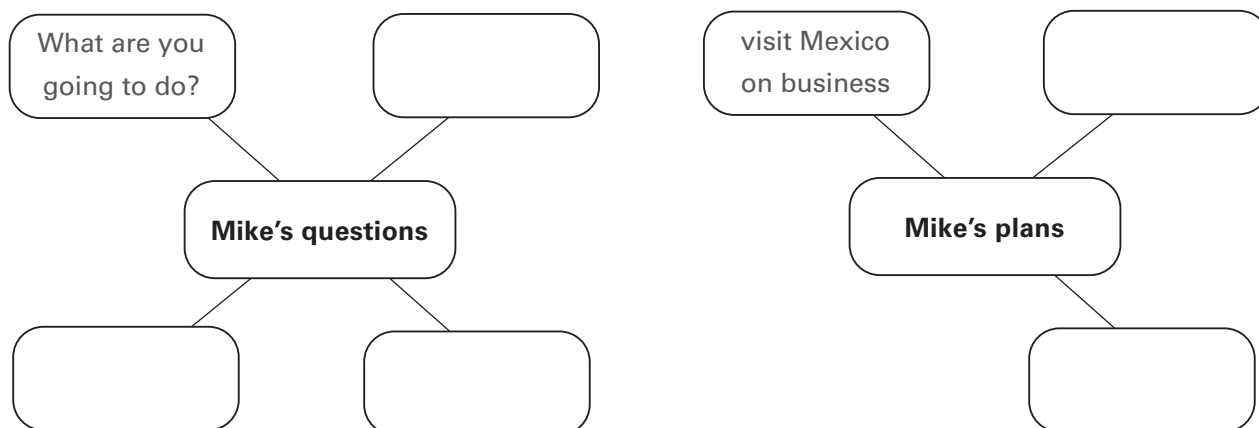 What are you
going to do?
Mike’s questions
visit Mexico
on business
Mike’s plans